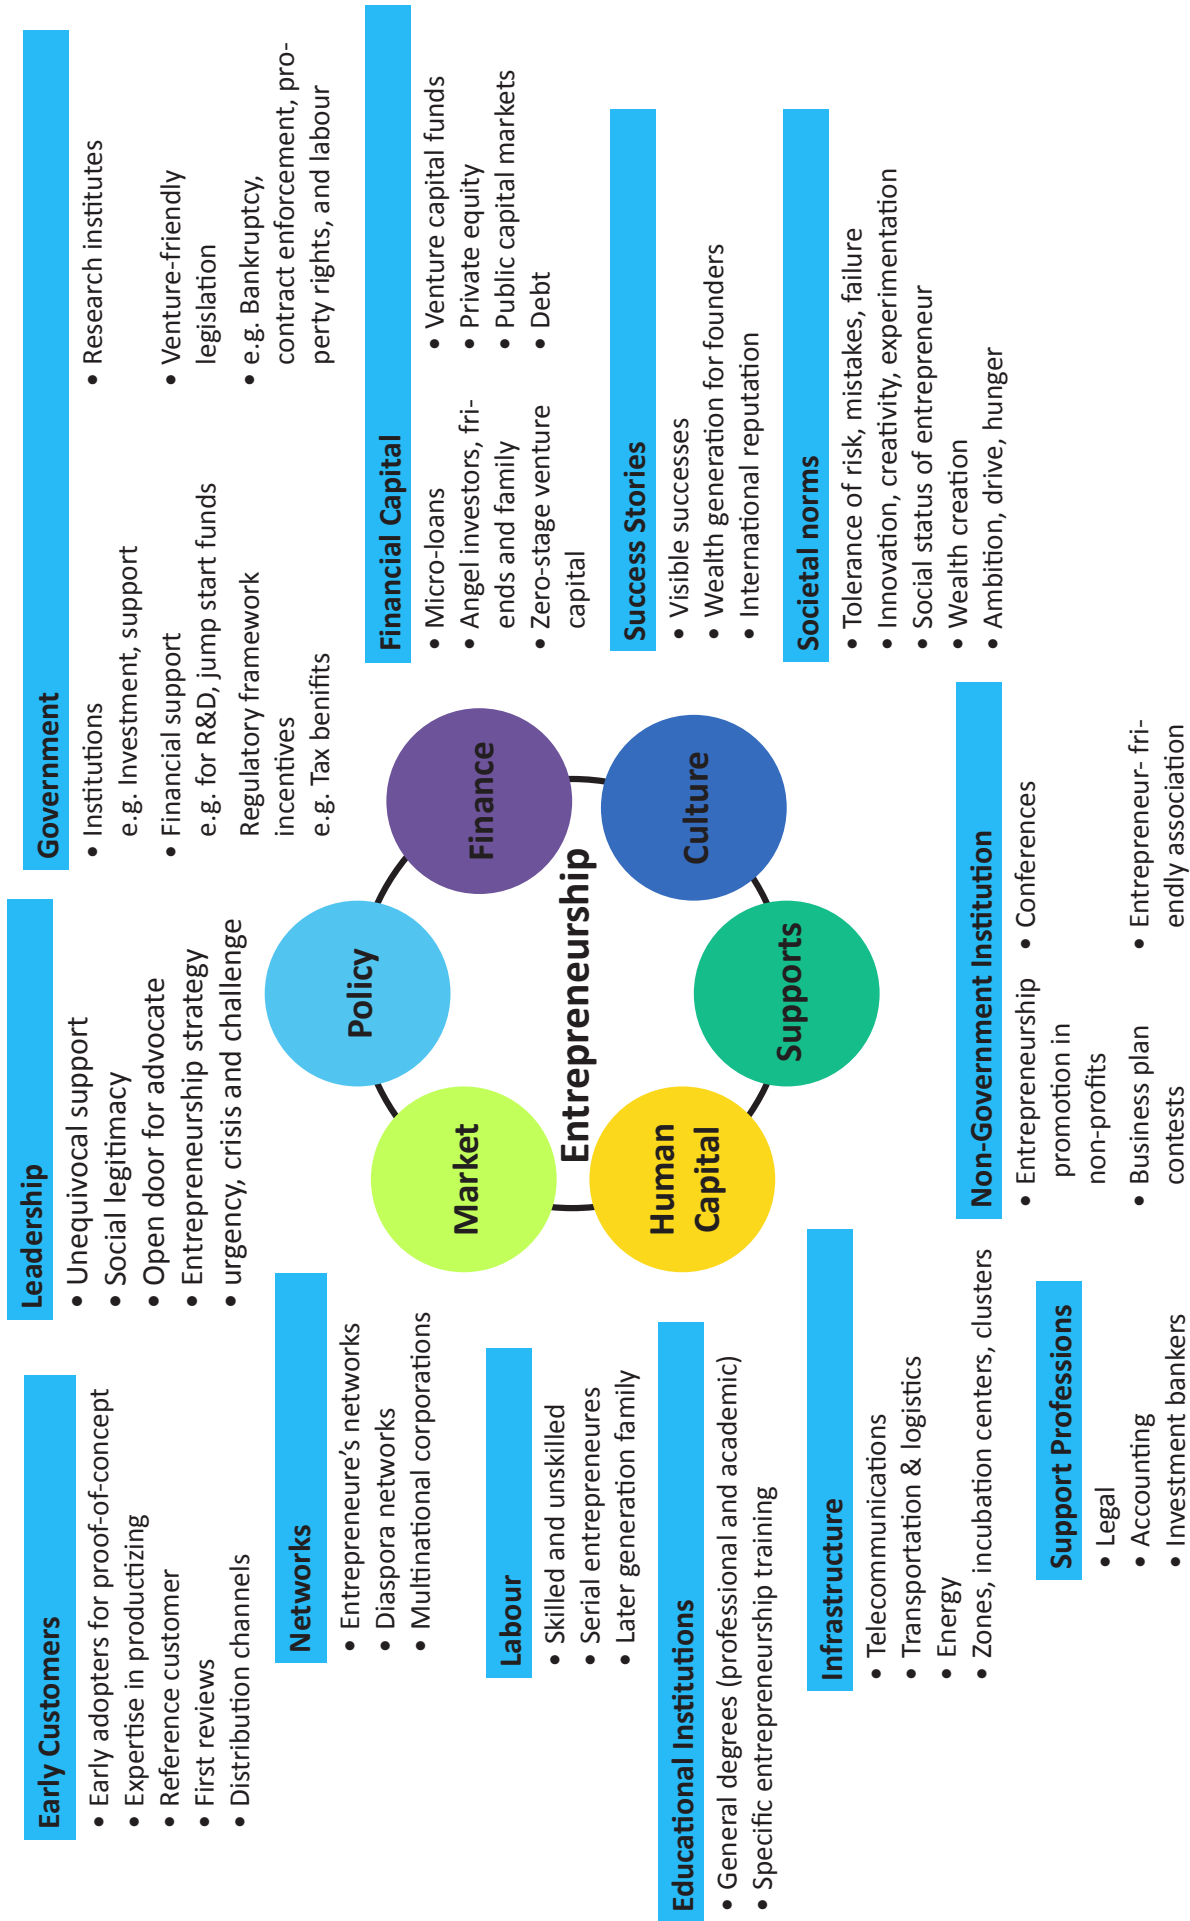 Early Customers
• Early adopters for proof-of-concept
• Expertise in productizing
• Reference customer
• First reviews
• Distribution channels
Leadership
• Unequivocal support
• Social legitimacy
• Open door for advocate
• Entrepreneurship strategy
• urgency, crisis and challenge
Government
• Institutions
e.g. Investment, support
• Financial support
e.g. for R&D, jump start funds
Regulatory framework
incentives
e.g. Tax benifits
• Research institutes
• Venture-friendly
legislation
• e.g. Bankruptcy,
contract enforcement, pro-
perty rights, and labour
Networks
• Entrepreneure's networks
• Diaspora networks
• Multinational corporations
Labour
• Skilled and unskilled
• Serial entrepreneures
• Later generation family
Educational Institutions
• General degrees (professional and academic)
• Specific entrepreneurship training
Policy
Market
Finance
Entrepreneurship
Human
Capital
Culture
Supports
Financial Capital
• Micro-loans
• Angel investors, fri-
ends and family
• Zero-stage venture
capital
• Venture capital funds
• Private equity
• Public capital markets
• Debt
Success Stories
• Visible successes
• Wealth generation for founders
• International reputation
Societal norms
• Tolerance of risk, mistakes, failure
• Innovation, creativity, experimentation
• Social status of entrepreneur
• Wealth creation
• Ambition, drive, hunger
Infrastructure
• Telecommunications
• Transportation & logistics
• Energy
• Zones, incubation centers, clusters
Support Professions
• Legal
• Accounting
• Investment bankers
Non-Government Institution
• Entrepreneurship
promotion in
non-profits
• Business plan
contests
• Conferences
• Entrepreneur- fri-
endly association